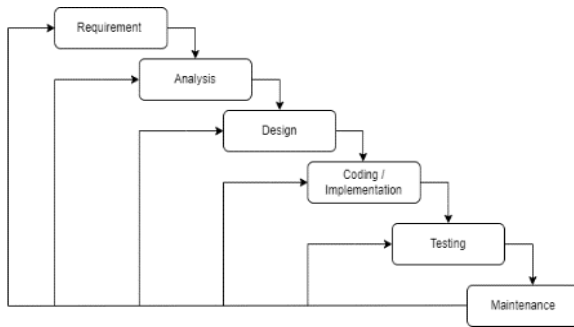 Requirement
Analysis
Design
Coding /
Implementation
Testing
Maintenance